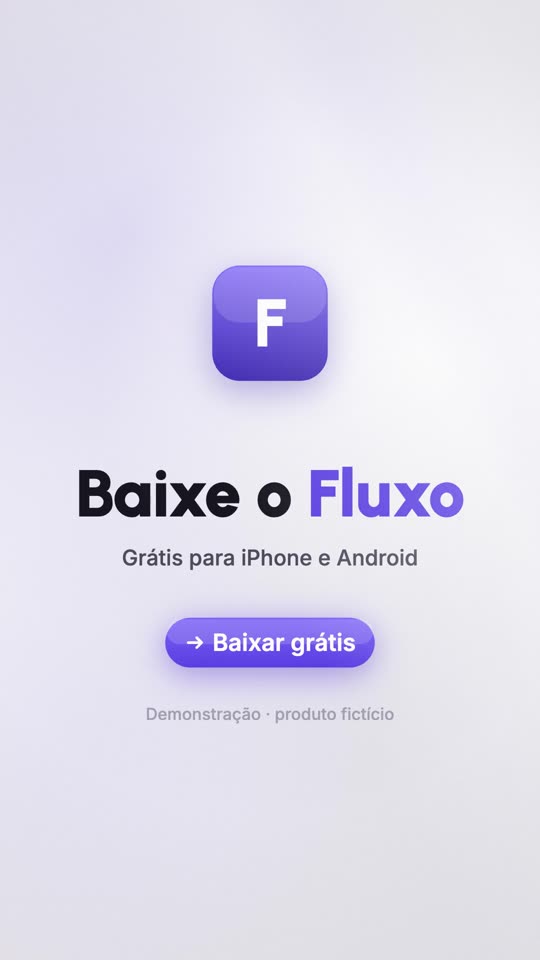 F
Baixe o Fluxo
Grátis para iPhone e Android
→ Baixar grátis
Demonstração · produto fictício